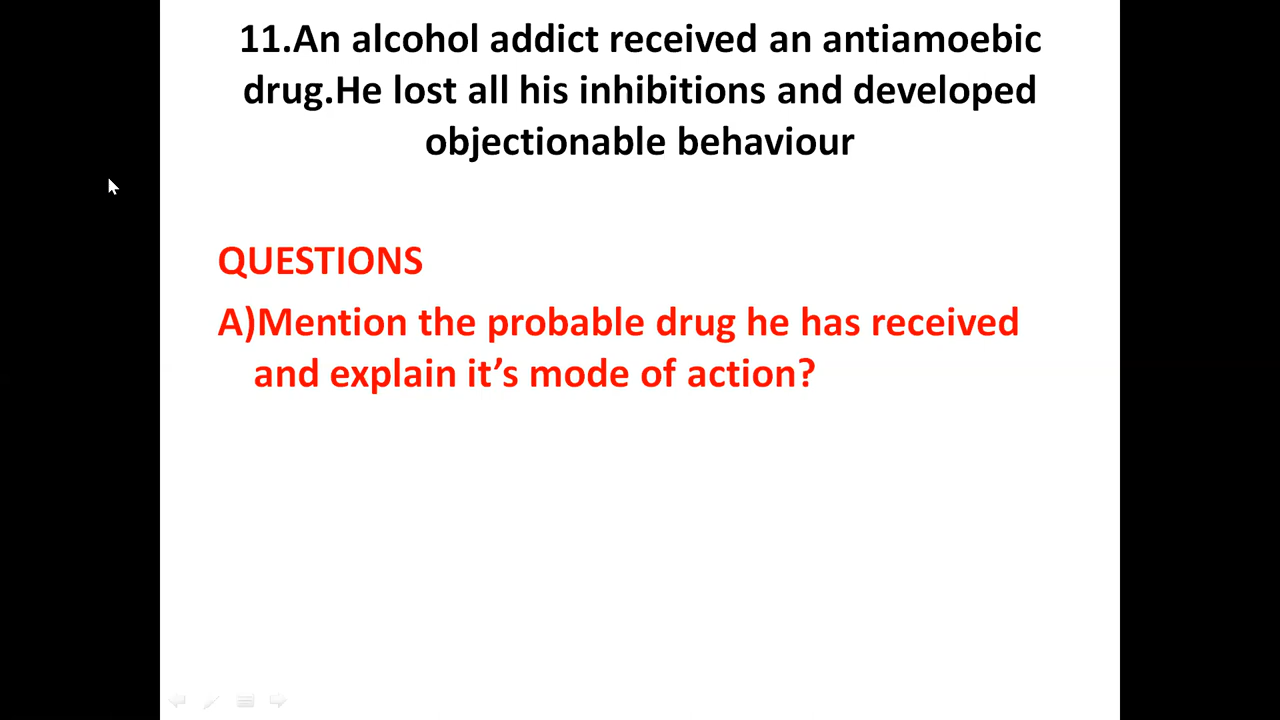 11.An alcohol addict received an antiamoebic
drug.He lost all his inhibitions and developed
objectionable behaviour
QUESTIONS
A)Mention the probable drug he has received
and explain it’s mode of action?